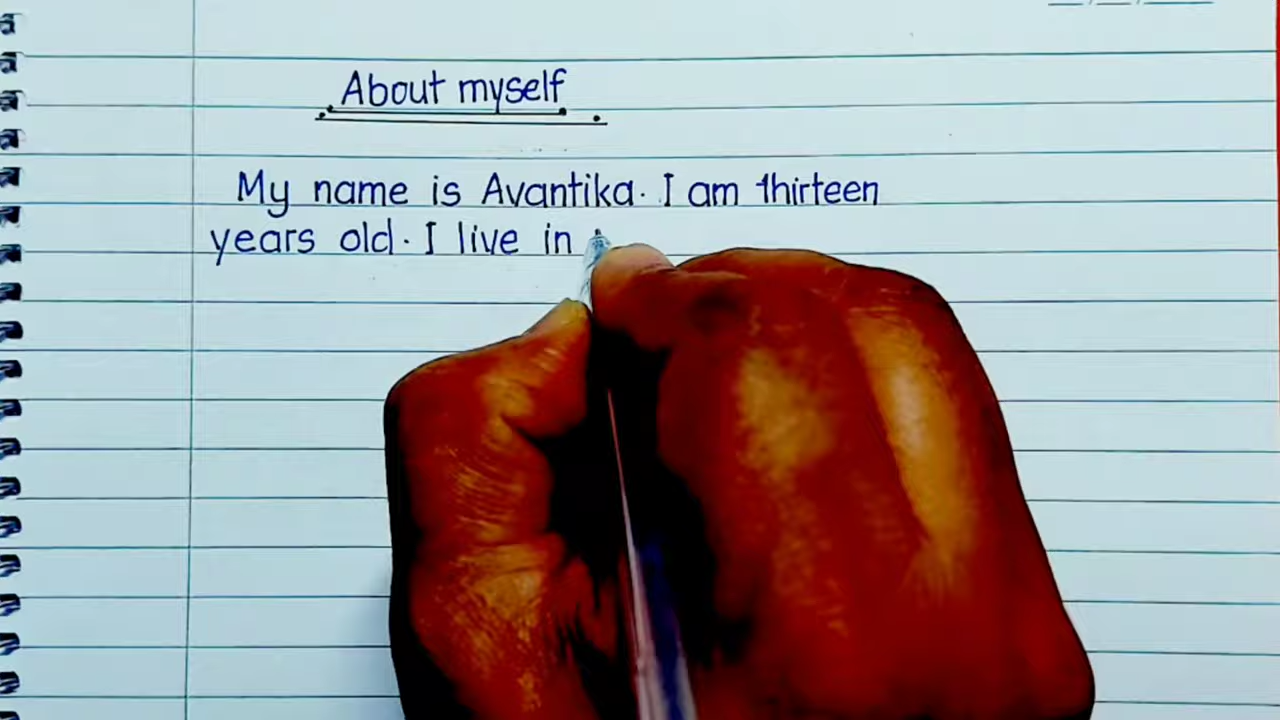 About myself
My name is Avantika. I am thirteen
years old. I live in